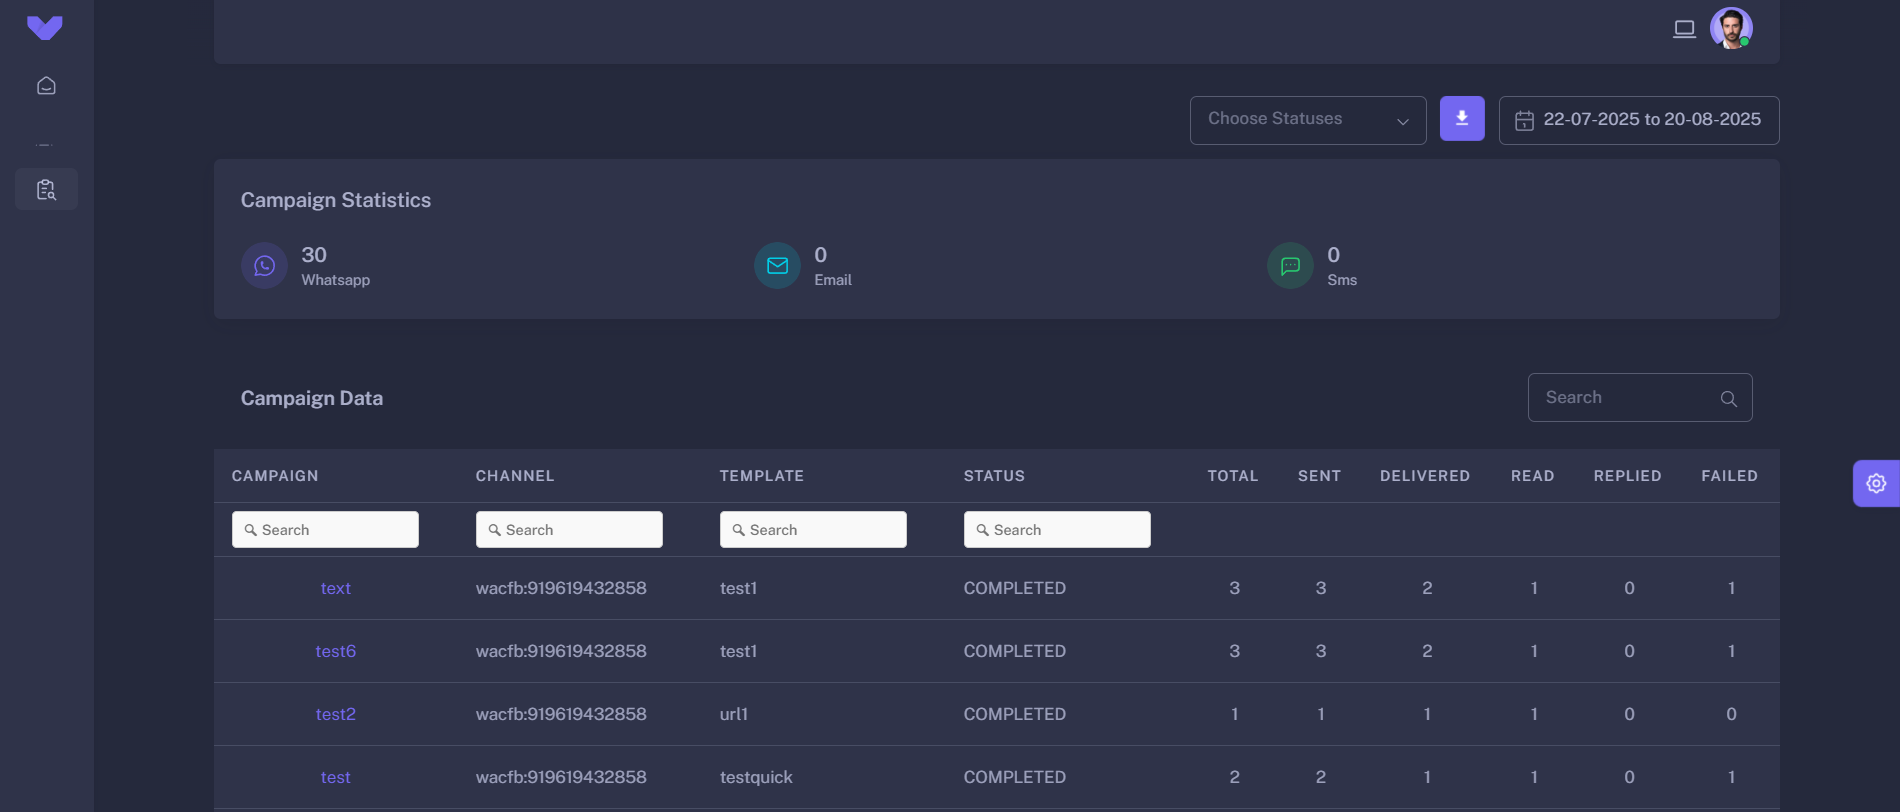 Choose Statuses
22-07-2025 to 20-08-2025
Campaign Statistics
30
Whatsapp
0
Email
0
Sms
Campaign Data
Search
CAMPAIGN CHANNEL TEMPLATE STATUS TOTAL SENT DELIVERED READ REPLIED FAILED
Search Search Search Search
text wacfb:919619432858 test1 COMPLETED 3 3 2 1 0 1
test6 wacfb:919619432858 test1 COMPLETED 3 3 2 1 0 1
test2 wacfb:919619432858 url1 COMPLETED 1 1 1 1 0 0
test wacfb:919619432858 testquick COMPLETED 2 2 1 1 0 1